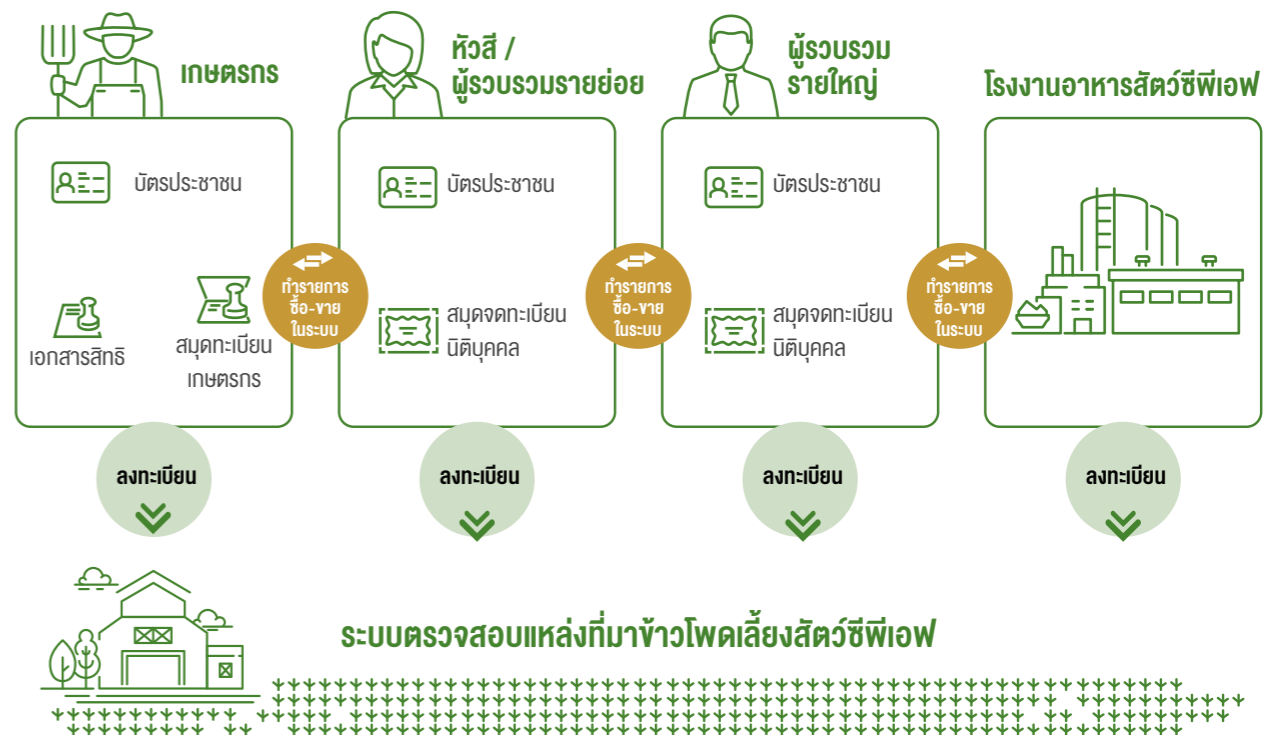 เกษตรกร
บัตรประชาชน
เอกสารสิทธิ
สมุดทะเบียน
เกษตรกร
ทำรายการ
ซื้อ-ขาย
ในระบบ
หัวสี /
ผู้รวบรวมรายย่อย
บัตรประชาชน
สมุดจดทะเบียน
นิติบุคคล
ทำรายการ
ซื้อ-ขาย
ในระบบ
ผู้รวบรวม
รายใหญ่
บัตรประชาชน
สมุดจดทะเบียน
นิติบุคคล
ทำรายการ
ซื้อ-ขาย
ในระบบ
โรงงานอาหารสัตว์ซีพีเอฟ
ลงทะเบียน
ลงทะเบียน
ลงทะเบียน
ลงทะเบียน
ระบบตรวจสอบแหล่งที่มาข้าวโพดเลี้ยงสัตว์ซีพีเอฟ